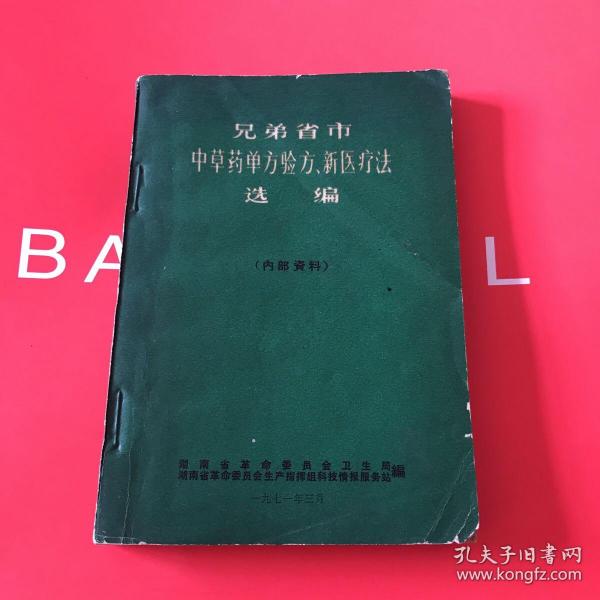 兄弟省市
中草药单方验方、新医疗法
选编
(内部資料)
BA L
湖南省革命委员会卫生局
湖南省革命委员会生产指挥组科技情报服务站 編
一九七一年三月
孔夫子旧書网
www.kongfz.com